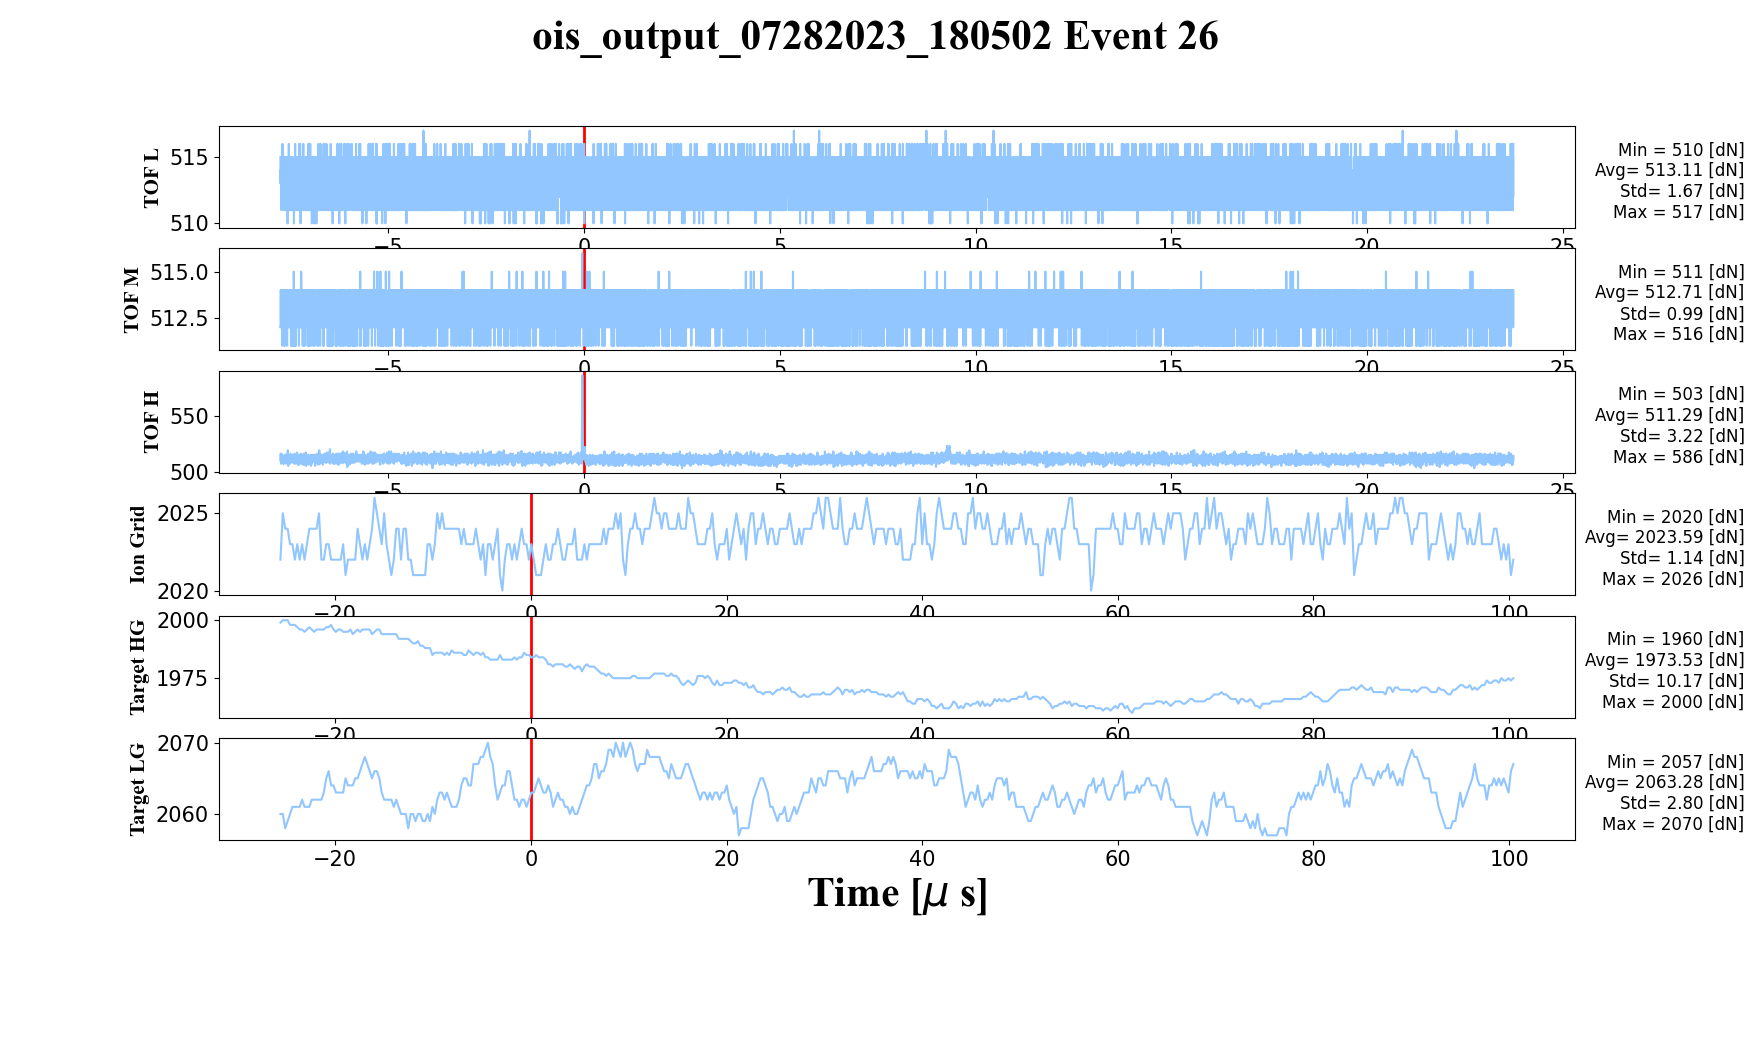 ois_output_07282023_180502 Event 26
TOF L
515
510
−5 0 5 10 15 20 25
Min = 510 [dN]
Avg= 513.11 [dN]
Std= 1.67 [dN]
Max = 517 [dN]
TOF M
515.0
512.5
−5 0 5 10 15 20 25
Min = 511 [dN]
Avg= 512.71 [dN]
Std= 0.99 [dN]
Max = 516 [dN]
TOF H
550
500
−5 0 5 10 15 20 25
Min = 503 [dN]
Avg= 511.29 [dN]
Std= 3.22 [dN]
Max = 586 [dN]
Ion Grid
2025
2020
−20 0 20 40 60 80 100
Min = 2020 [dN]
Avg= 2023.59 [dN]
Std= 1.14 [dN]
Max = 2026 [dN]
Target HG
2000
1975
−20 0 20 40 60 80 100
Min = 1960 [dN]
Avg= 1973.53 [dN]
Std= 10.17 [dN]
Max = 2000 [dN]
Target LG
2070
2060
−20 0 20 40 60 80 100
Min = 2057 [dN]
Avg= 2063.28 [dN]
Std= 2.80 [dN]
Max = 2070 [dN]
Time [μ s]